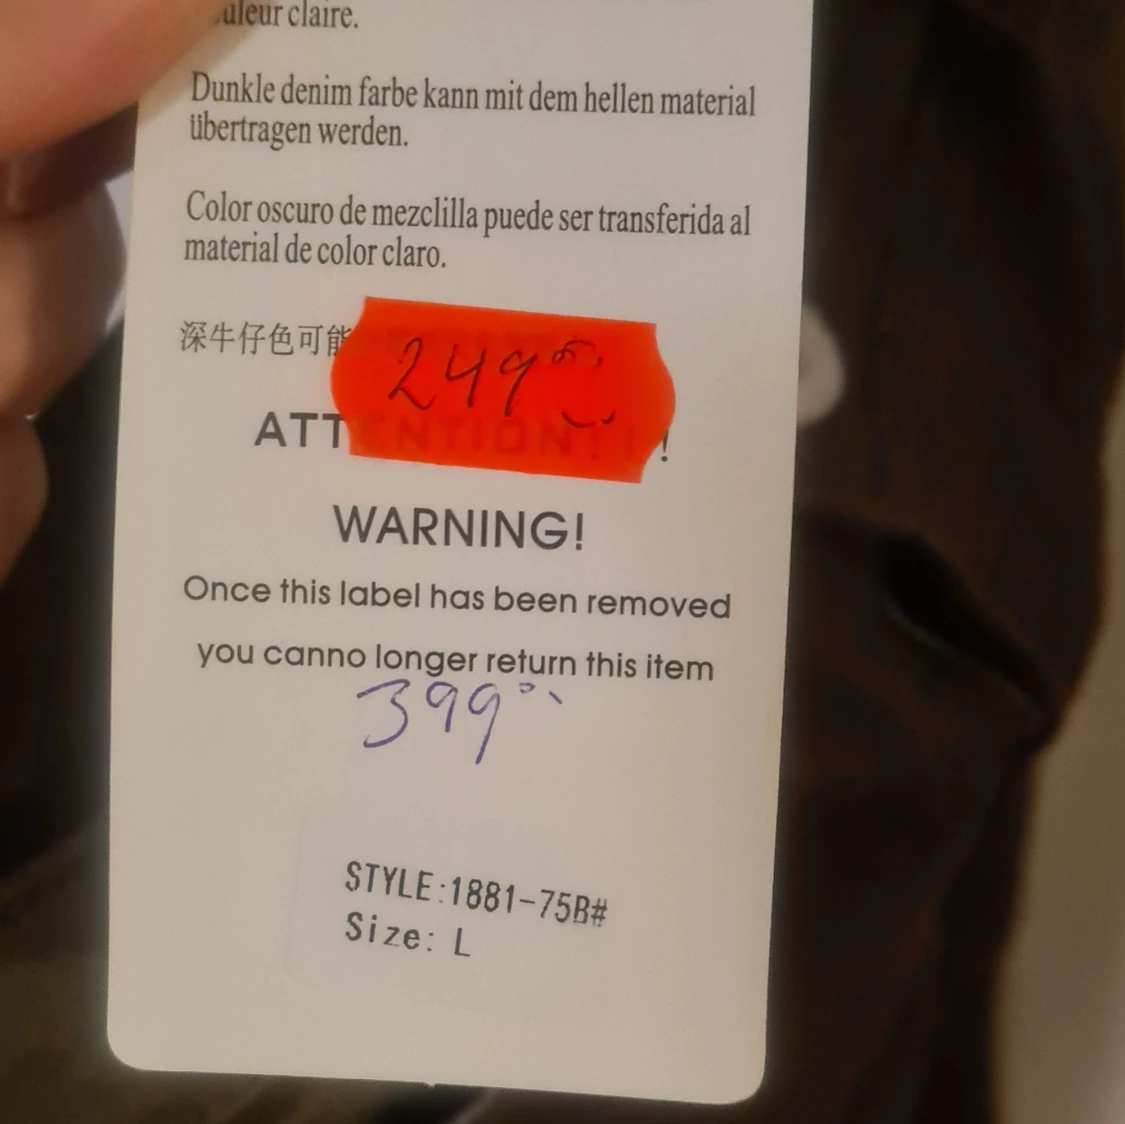 uleur claire.
Dunkle denim farbe kann mit dem hellen material
übertragen werden.
Color oscuro de mezclilla puede ser transferida al
material de color claro.
深牛仔色可能
249
ATTENTION! ! !
WARNING!
Once this label has been removed
you canno longer return this item
399
STYLE:1881-75B#
Size: L